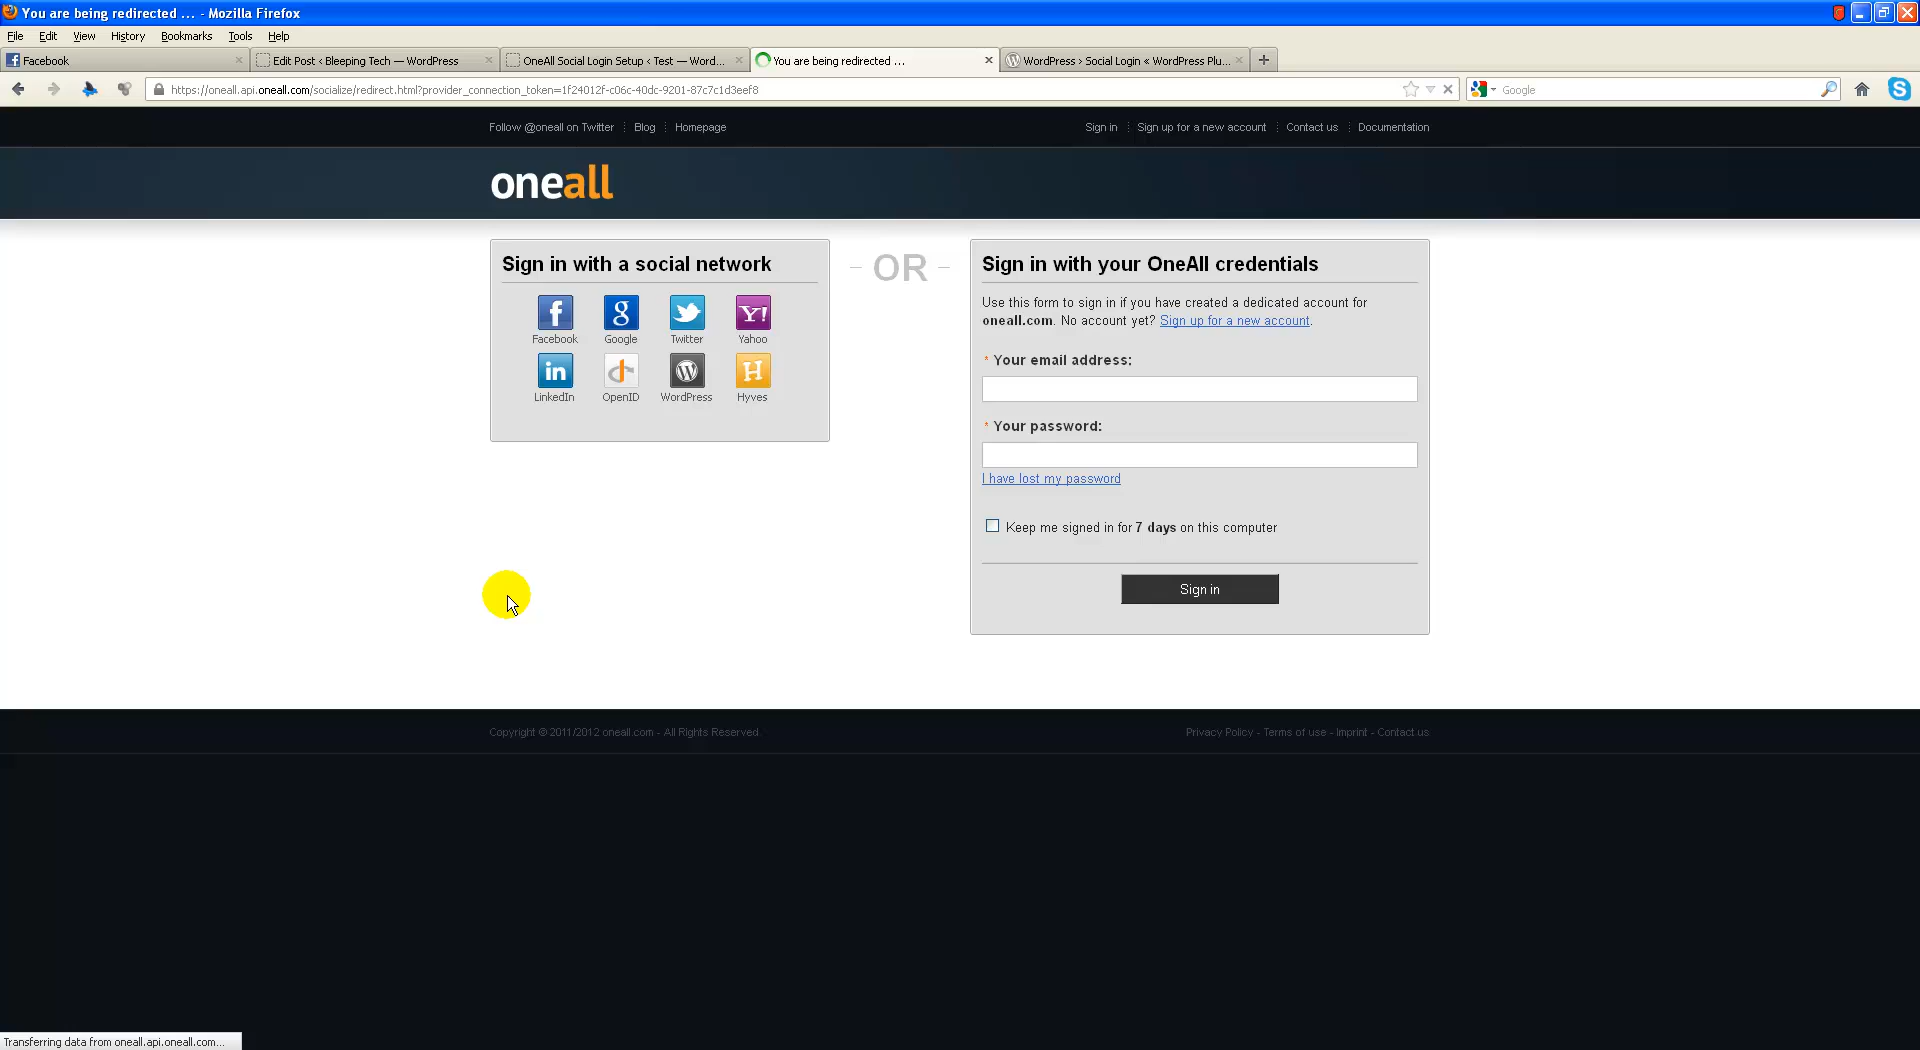 You are being redirected ... - Mozilla Firefox
File Edit View History Bookmarks Tools Help
Facebook
Edit Post ‹ Bleeping Tech — WordPress
OneAll Social Login Setup ‹ Test — Word...
You are being redirected ...
WordPress › Social Login « WordPress Plu...
https://oneall.api.oneall.com/socialize/redirect.html?provider_connection_token=1f24012f-c06c-40dc-9201-87c7c1d3eef8
Google
Follow @oneall on Twitter Blog Homepage
Sign in Sign up for a new account Contact us Documentation
oneall
Sign in with a social network
Facebook Google Twitter Yahoo
LinkedIn OpenID WordPress Hyves
- OR -
Sign in with your OneAll credentials
Use this form to sign in if you have created a dedicated account for
oneall.com. No account yet? Sign up for a new account.
* Your email address:
* Your password:
I have lost my password
Keep me signed in for 7 days on this computer
Sign in
Copyright © 2011/2012 oneall.com - All Rights Reserved.
Privacy Policy - Terms of use - Imprint - Contact us
Transferring data from oneall.api.oneall.com...